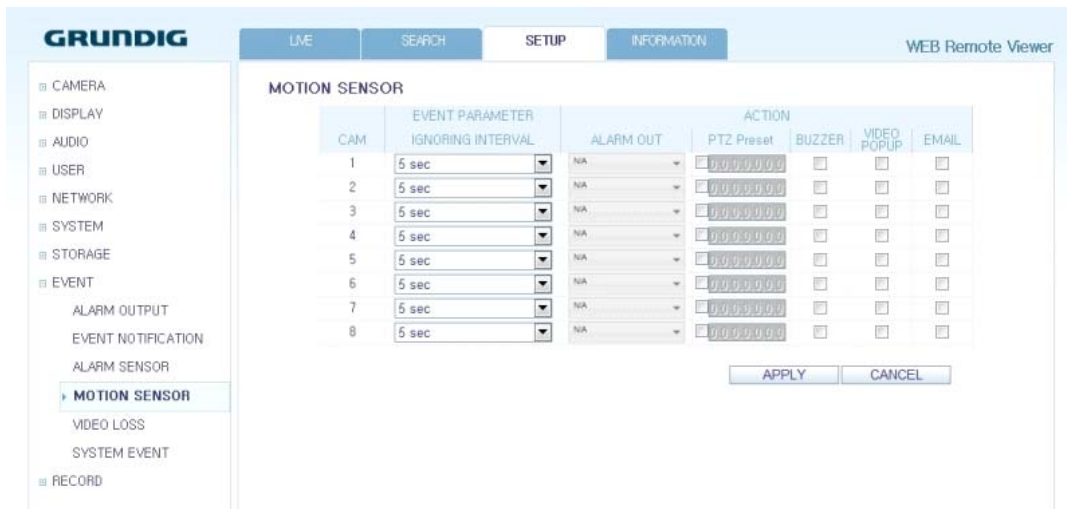 GRUNDIG
LIVE SEARCH SETUP INFORMATION
WEB Remote Viewer
CAMERA
DISPLAY
AUDIO
USER
NETWORK
SYSTEM
STORAGE
EVENT
ALARM OUTPUT
EVENT NOTIFICATION
ALARM SENSOR
MOTION SENSOR
VIDEO LOSS
SYSTEM EVENT
RECORD
MOTION SENSOR
EVENT PARAMETER ACTION
CAM IGNORING INTERVAL ALARM OUT PTZ Preset BUZZER VIDEO POPUP EMAIL
1 5 sec N/A
2 5 sec N/A
3 5 sec N/A
4 5 sec N/A
5 5 sec N/A
6 5 sec N/A
7 5 sec N/A
8 5 sec N/A
APPLY CANCEL